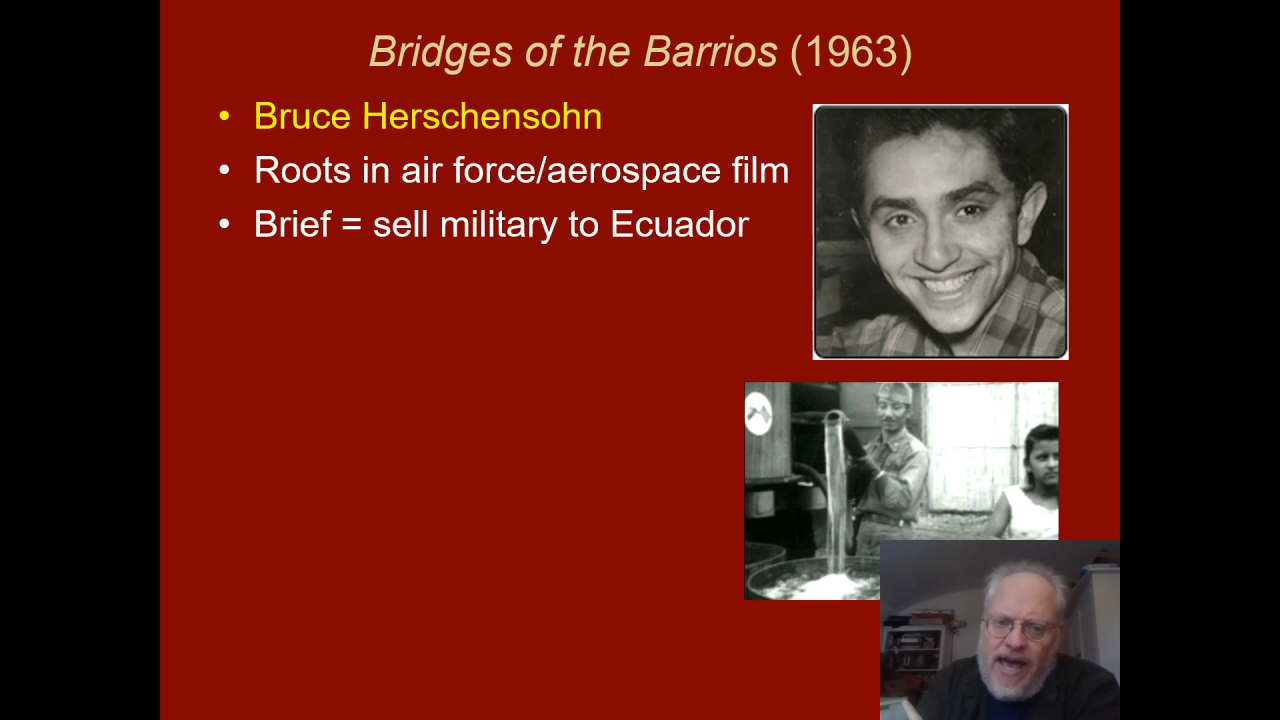 Bridges of the Barrios (1963)
• Bruce Herschensohn
• Roots in air force/aerospace film
• Brief = sell military to Ecuador